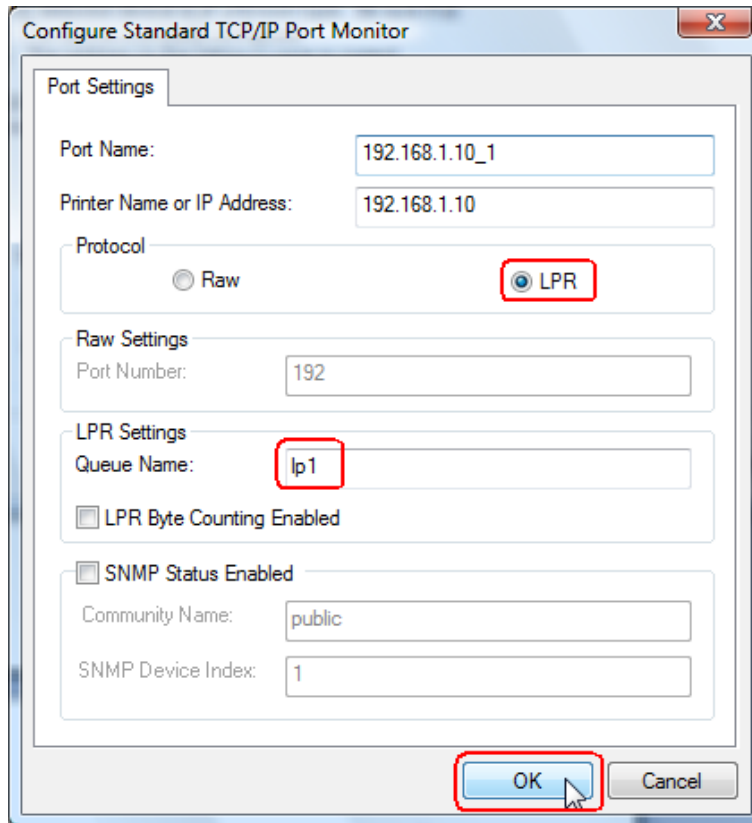 Configure Standard TCP/IP Port Monitor
Port Settings
Port Name: 192.168.1.10_1
Printer Name or IP Address: 192.168.1.10
Protocol
Raw LPR
Raw Settings
Port Number: 192
LPR Settings
Queue Name: lp1
LPR Byte Counting Enabled
SNMP Status Enabled
Community Name: public
SNMP Device Index: 1
OK Cancel